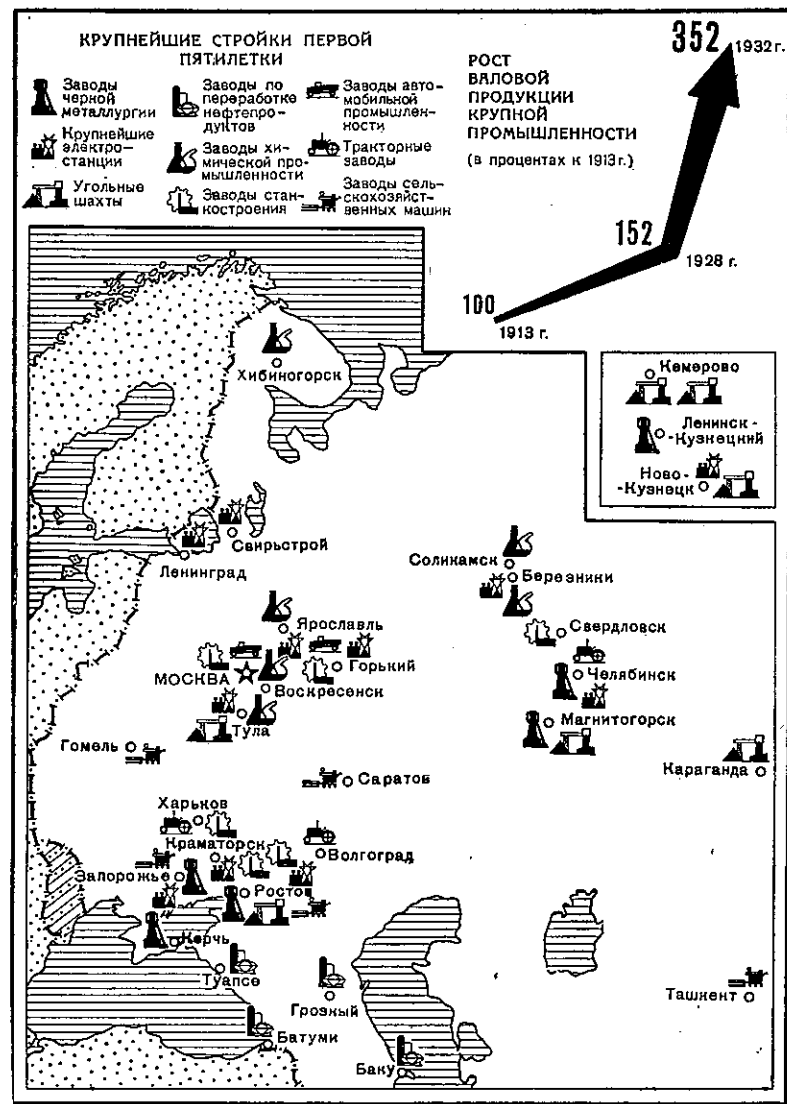 КРУПНЕЙШИЕ СТРОЙКИ ПЕРВОЙ
ПЯТИЛЕТКИ
Заводы
черной
металлургии
Крупнейшие
электро-
станции
Угольные
шахты
Заводы по
переработке
нефтепро-
дуктов
Заводы хи-
мической про-
мышленности
Заводы стан-
костроения
Заводы авто-
мобильной
промышлен-
ности
Тракторные
заводы
Заводы сель-
скохозяйст-
венных машин
РОСТ
ВАЛОВОЙ
ПРОДУКЦИИ
КРУПНОЙ
ПРОМЫШЛЕННОСТИ
(в процентах к 1913 г.)
352
1932 г.
152
1928 г.
100
1913 г.
Кемерово
Ленинск-
-Кузнецкий
Ново-
-Кузнецк
Хибиногорск
Свирьстрой
Ленинград
Соликамск
Березники
Ярославль
Свердловск
Горький
МОСКВА
Воскресенск
Челябинск
Тула
Магнитогорск
Гомель
Караганда
Саратов
Харьков
Краматорск
Волгоград
Запорожье
Ростов
Керчь
Туапсе
Грозный
Ташкент
Батуми
Баку